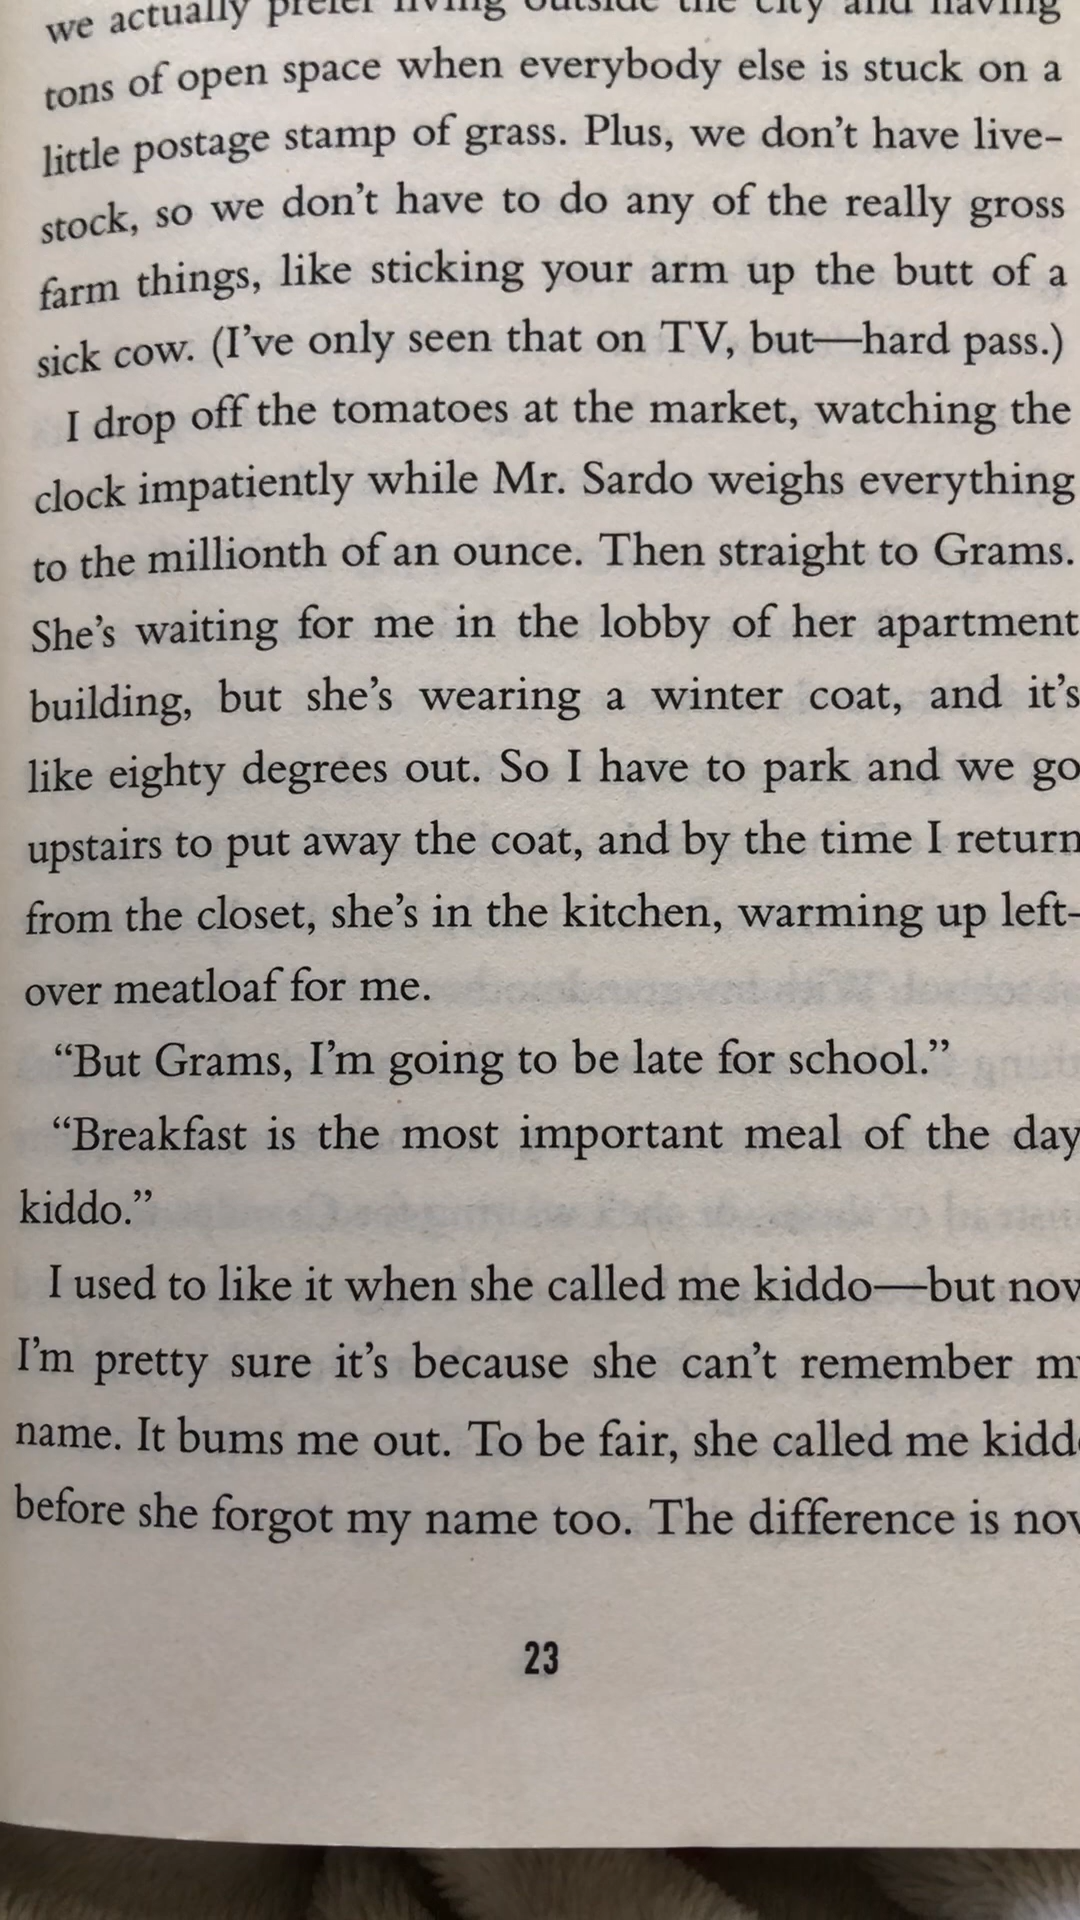 we actually prefer living outside the city and having
tons of open space when everybody else is stuck on a
little postage stamp of grass. Plus, we don’t have live-
stock, so we don’t have to do any of the really gross
farm things, like sticking your arm up the butt of a
sick cow. (I’ve only seen that on TV, but—hard pass.)
I drop off the tomatoes at the market, watching the
clock impatiently while Mr. Sardo weighs everything
to the millionth of an ounce. Then straight to Grams.
She’s waiting for me in the lobby of her apartment
building, but she’s wearing a winter coat, and it’s
like eighty degrees out. So I have to park and we go
upstairs to put away the coat, and by the time I return
from the closet, she’s in the kitchen, warming up left-
over meatloaf for me.
“But Grams, I’m going to be late for school.”
“Breakfast is the most important meal of the day
kiddo.”
I used to like it when she called me kiddo—but now
I’m pretty sure it’s because she can’t remember my
name. It bums me out. To be fair, she called me kiddo
before she forgot my name too. The difference is now
23